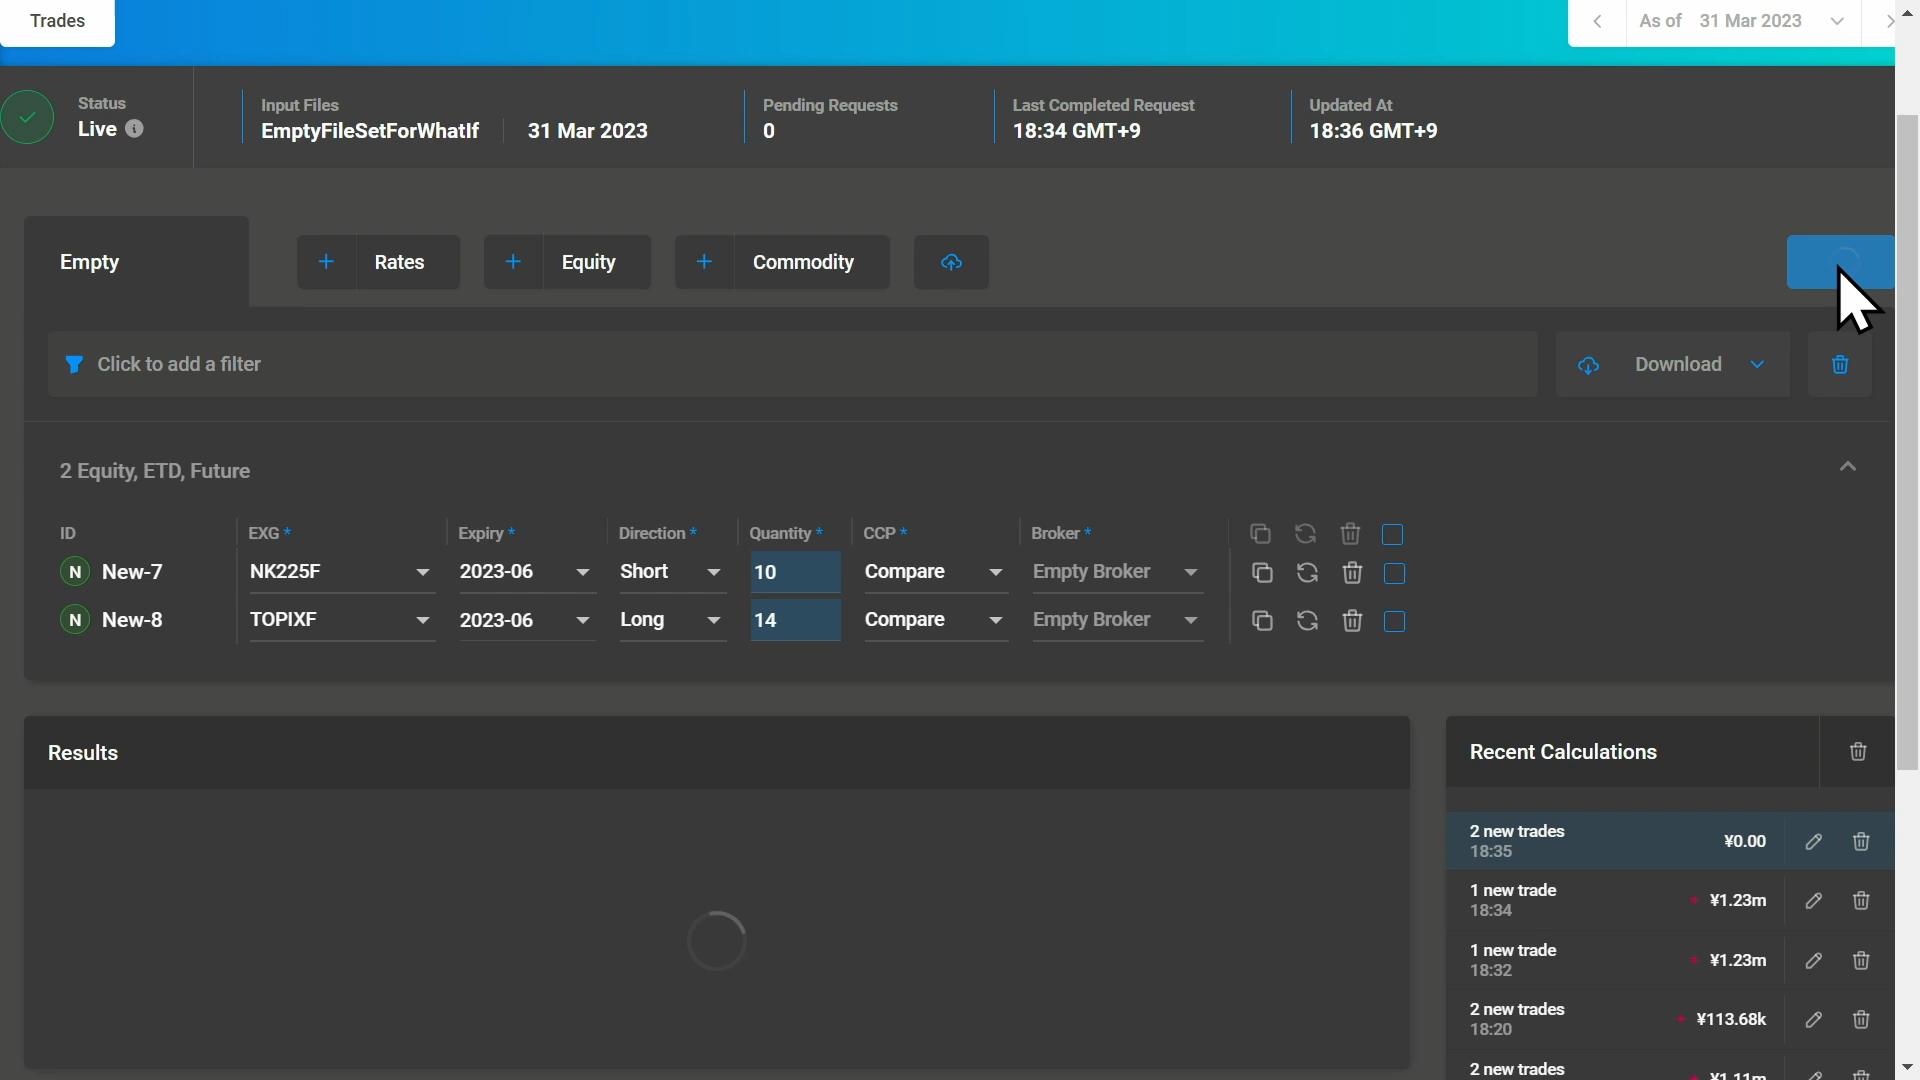 Trades
As of 31 Mar 2023
Status
Live
Input Files
EmptyFileSetForWhatIf 31 Mar 2023
Pending Requests
0
Last Completed Request
18:34 GMT+9
Updated At
18:36 GMT+9
Empty
+ Rates
+ Equity
+ Commodity
Click to add a filter
Download
2 Equity, ETD, Future
ID EXG * Expiry * Direction * Quantity * CCP * Broker *
N New-7 NK225F 2023-06 Short 10 Compare Empty Broker
N New-8 TOPIXF 2023-06 Long 14 Compare Empty Broker
Results
Recent Calculations
2 new trades ¥0.00
18:35
1 new trade ¥1.23m
18:34
1 new trade ¥1.23m
18:32
2 new trades ¥113.68k
18:20
2 new trades ¥1.11m